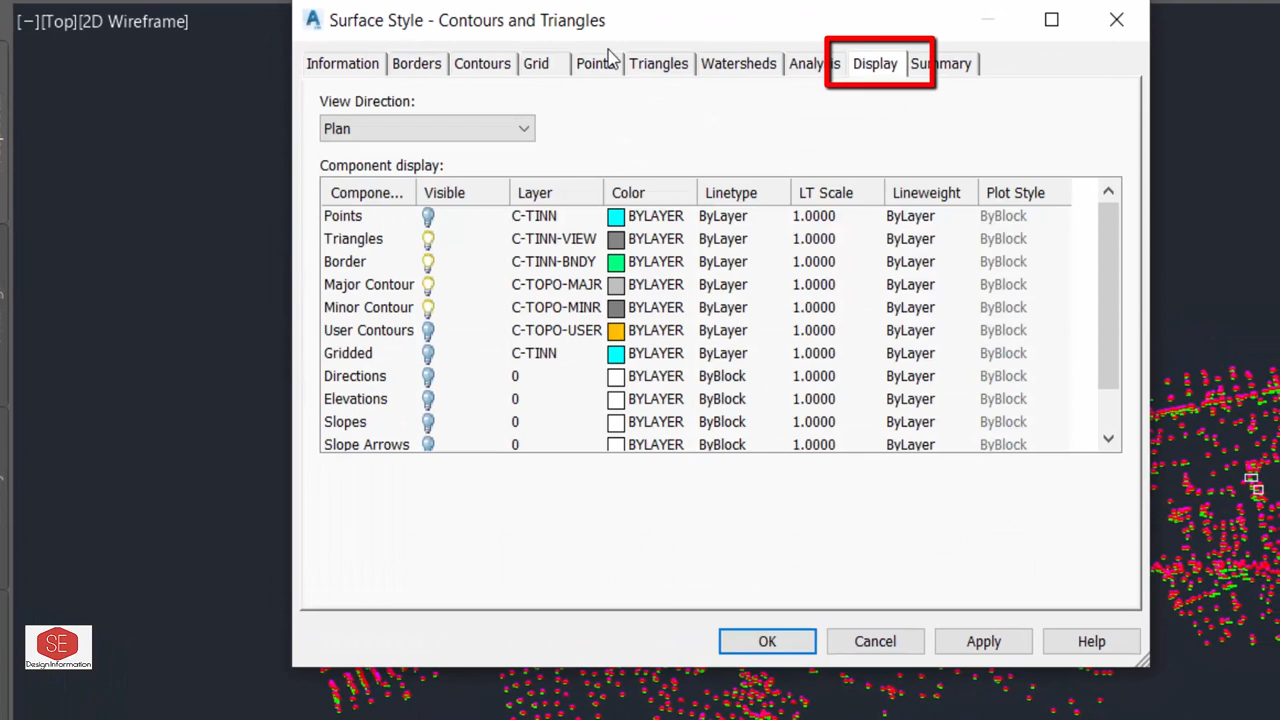 [−][Top][2D Wireframe]
Surface Style - Contours and Triangles
Information Borders Contours Grid Points Triangles Watersheds Analysis Display Summary
View Direction:
Plan
Component display:
Compone... Visible Layer Color Linetype LT Scale Lineweight Plot Style
Points C-TINN BYLAYER ByLayer 1.0000 ByLayer ByBlock
Triangles C-TINN-VIEW BYLAYER ByLayer 1.0000 ByLayer ByBlock
Border C-TINN-BNDY BYLAYER ByLayer 1.0000 ByLayer ByBlock
Major Contour C-TOPO-MAJR BYLAYER ByLayer 1.0000 ByLayer ByBlock
Minor Contour C-TOPO-MINR BYLAYER ByLayer 1.0000 ByLayer ByBlock
User Contours C-TOPO-USER BYLAYER ByLayer 1.0000 ByLayer ByBlock
Gridded C-TINN BYLAYER ByLayer 1.0000 ByLayer ByBlock
Directions 0 BYLAYER ByBlock 1.0000 ByLayer ByBlock
Elevations 0 BYLAYER ByBlock 1.0000 ByLayer ByBlock
Slopes 0 BYLAYER ByBlock 1.0000 ByLayer ByBlock
Slope Arrows 0 BYLAYER ByBlock 1.0000 ByLayer ByBlock
OK Cancel Apply Help
SE
Design Information